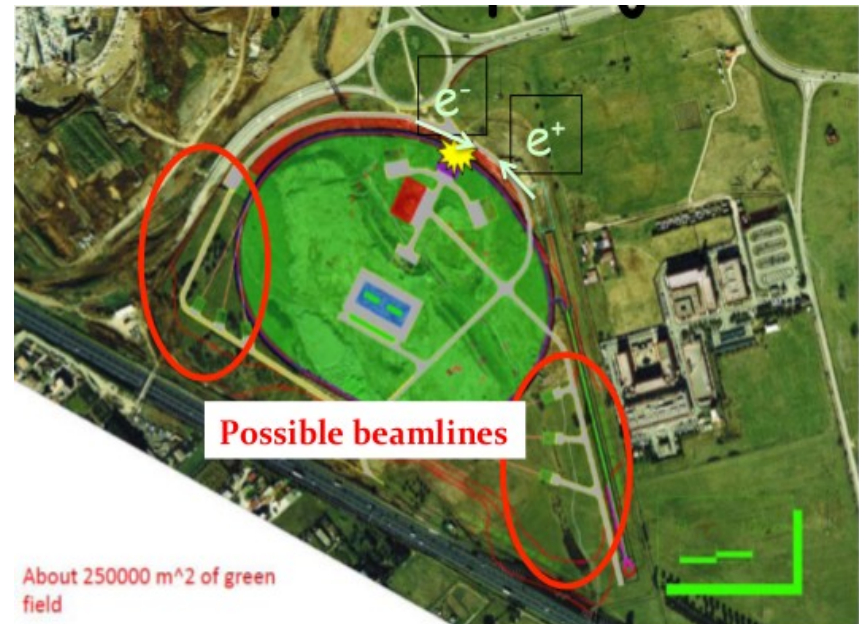 e-
e+
Possible beamlines
About 250000 m^2 of green
field